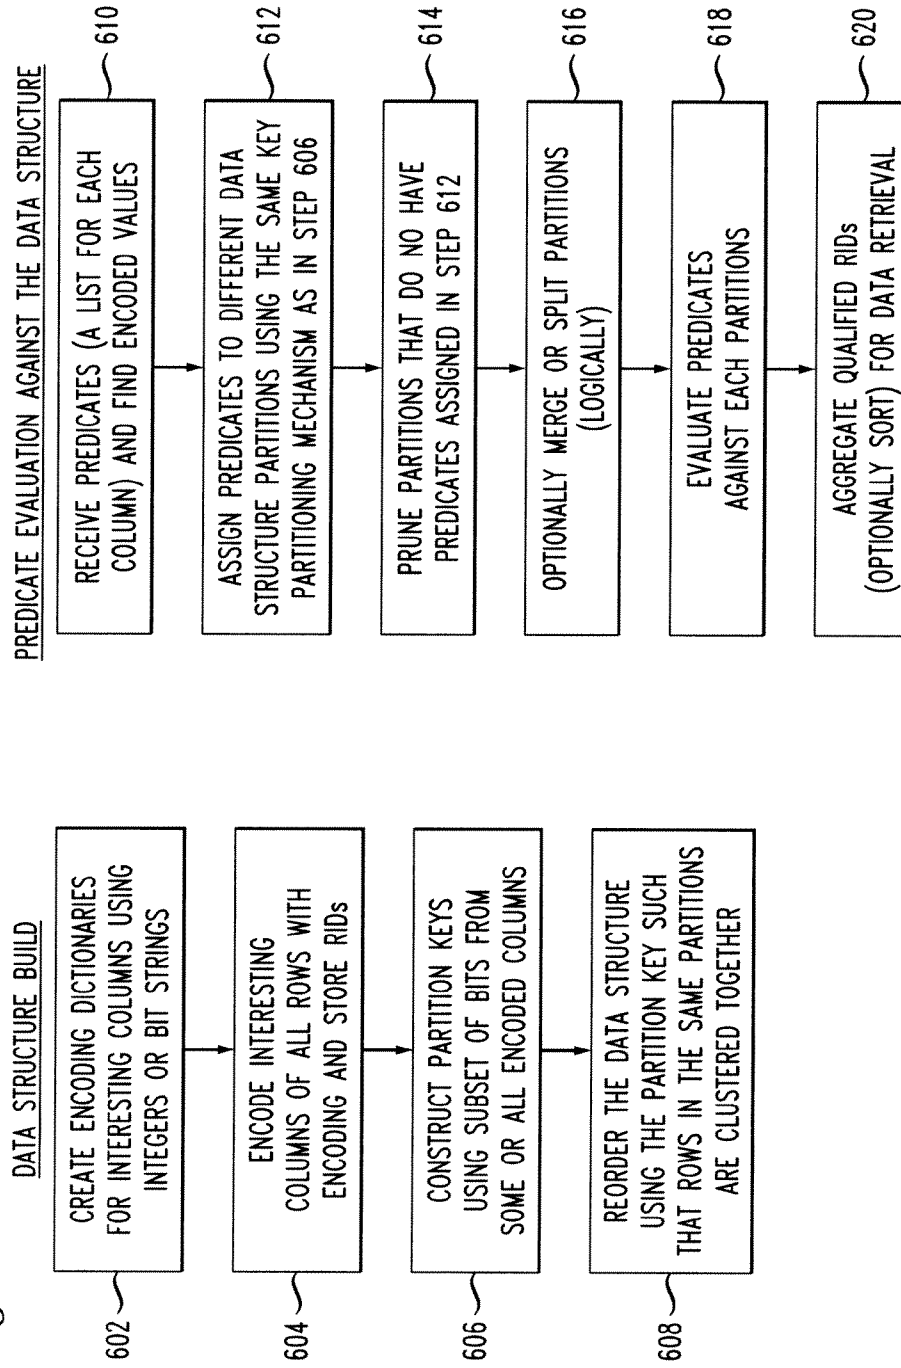 DATA STRUCTURE BUILD
602
CREATE ENCODING DICTIONARIES
FOR INTERESTING COLUMNS USING
INTEGERS OR BIT STRINGS
604
ENCODE INTERESTING
COLUMNS OF ALL ROWS WITH
ENCODING AND STORE RIDs
606
CONSTRUCT PARTITION KEYS
USING SUBSET OF BITS FROM
SOME OR ALL ENCODED COLUMNS
608
REORDER THE DATA STRUCTURE
USING THE PARTITION KEY SUCH
THAT ROWS IN THE SAME PARTITIONS
ARE CLUSTERED TOGETHER
PREDICATE EVALUATION AGAINST THE DATA STRUCTURE
RECEIVE PREDICATES (A LIST FOR EACH
COLUMN) AND FIND ENCODED VALUES
610
ASSIGN PREDICATES TO DIFFERENT DATA
STRUCTURE PARTITIONS USING THE SAME KEY
PARTITIONING MECHANISM AS IN STEP 606
612
PRUNE PARTITIONS THAT DO NO HAVE
PREDICATES ASSIGNED IN STEP 612
614
OPTIONALLY MERGE OR SPLIT PARTITIONS
(LOGICALLY)
616
EVALUATE PREDICATES
AGAINST EACH PARTITIONS
618
AGGREGATE QUALIFIED RIDs
(OPTIONALLY SORT) FOR DATA RETRIEVAL
620